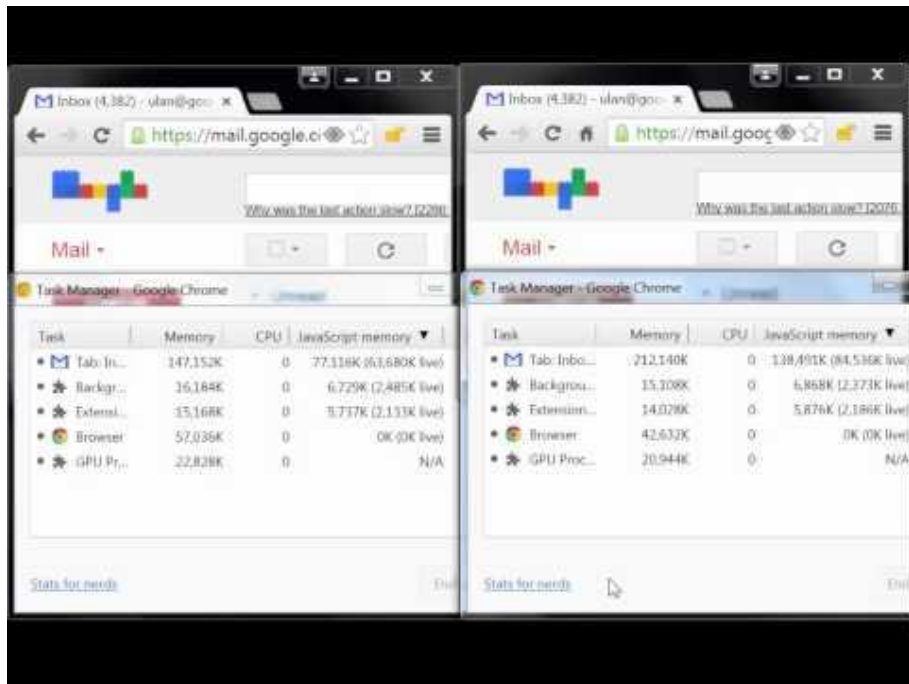 Inbox (4,382) - ulan@goo
https://mail.google.c
Why was the last action slow?
Mail
Task Manager - Google Chrome
Task Memory CPU JavaScript memory
Tab: In... 147,152K 0 77,116K (63,680K live)
Backgr... 16,184K 0 6,729K (2,485K live)
Extensi... 15,168K 0 5,737K (2,133K live)
Browser 57,036K 0 0K (0K live)
GPU Pr... 22,828K 0 N/A
Stats for nerds
Inbox (4,382) - ulan@goo
https://mail.goog
Why was the last action slow? [2076
Mail
Task Manager - Google Chrome
Task Memory CPU JavaScript memory
Tab: Inbo... 212,140K 0 138,491K (84,536K live)
Backgrou... 15,108K 0 6,868K (2,373K live)
Extension... 14,028K 0 5,876K (2,186K live)
Browser 42,632K 0 0K (0K live)
GPU Proc... 20,944K 0 N/A
Stats for nerds